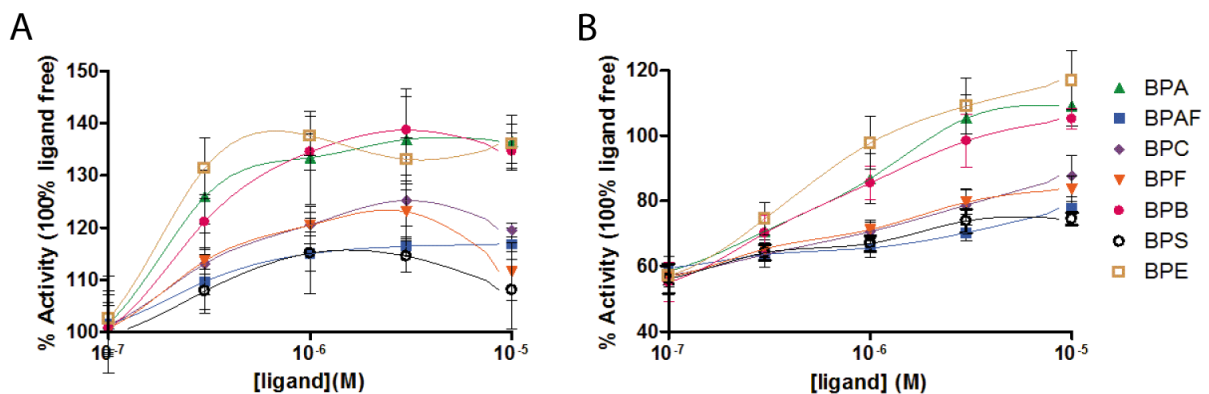 A
% Activity (100% ligand free)
150
140
130
120
110
100
10-7
10-6
10-5
[ligand](M)
B
% Activity (100% ligand free)
120
100
80
60
40
10-7
10-6
10-5
[ligand] (M)
BPA
BPAF
BPC
BPF
BPB
BPS
BPE